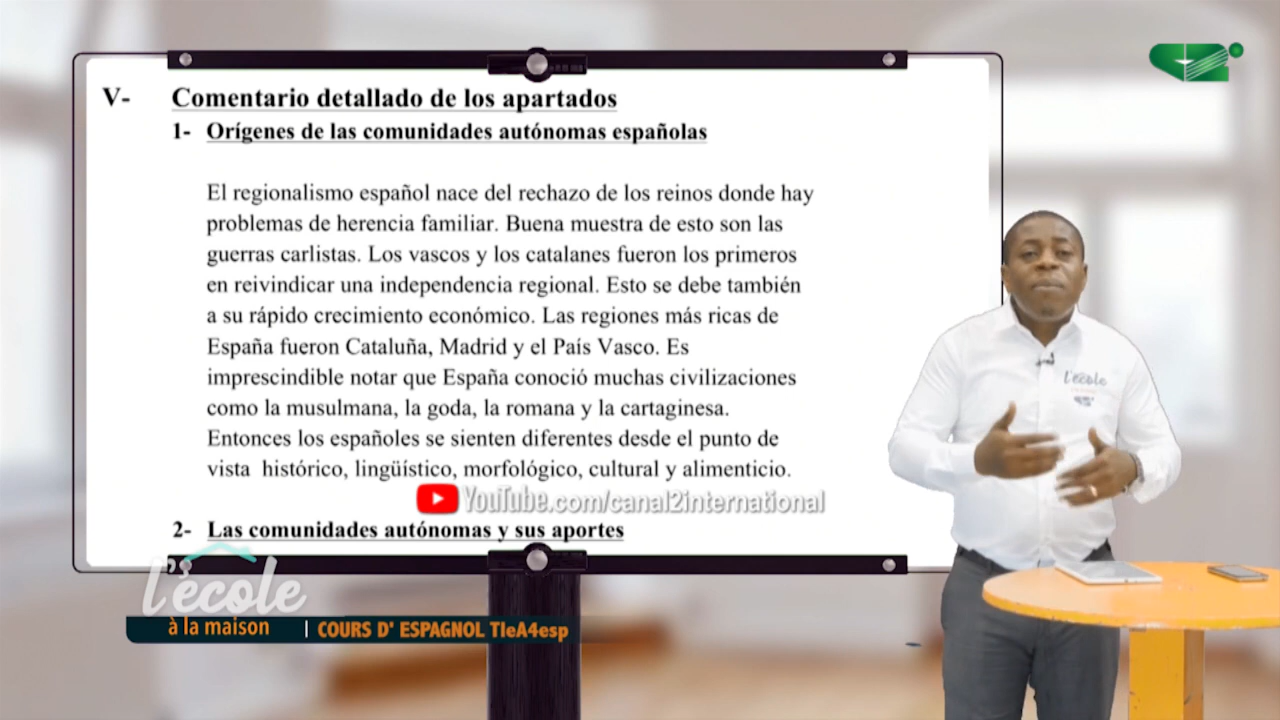 V- Comentario detallado de los apartados
1- Orígenes de las comunidades autónomas españolas
El regionalismo español nace del rechazo de los reinos donde hay
problemas de herencia familiar. Buena muestra de esto son las
guerras carlistas. Los vascos y los catalanes fueron los primeros
en reivindicar una independencia regional. Esto se debe también
a su rápido crecimiento económico. Las regiones más ricas de
España fueron Cataluña, Madrid y el País Vasco. Es
imprescindible notar que España conoció muchas civilizaciones
como la musulmana, la goda, la romana y la cartaginesa.
Entonces los españoles se sienten diferentes desde el punto de
vista histórico, lingüístico, morfológico, cultural y alimenticio.
YouTube.com/canal2international
2- Las comunidades autónomas y sus aportes
l'école
à la maison | COURS D' ESPAGNOL TleA4esp
l'école